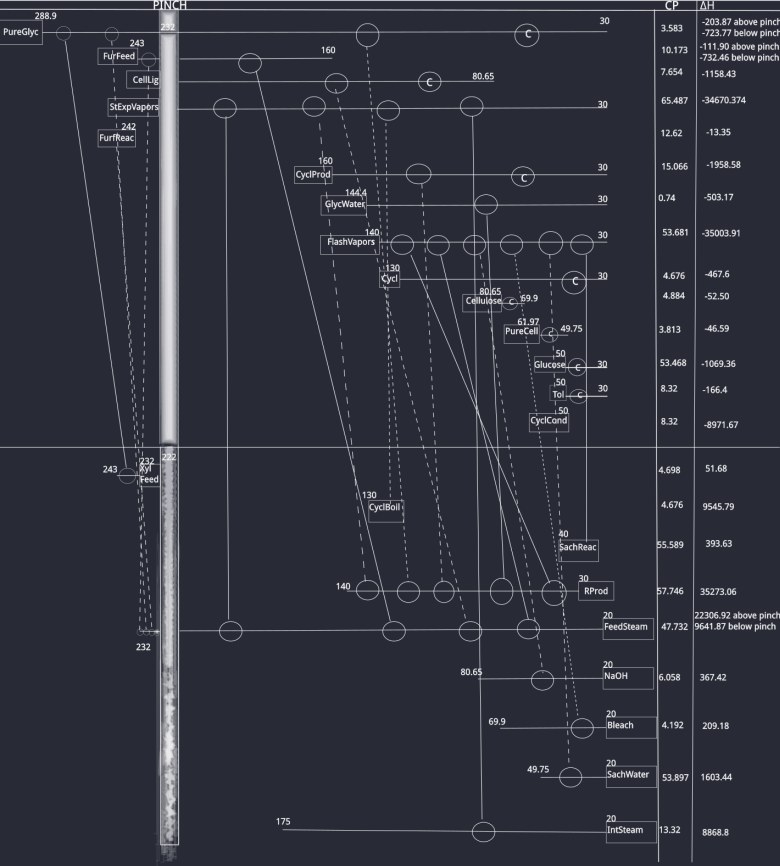 PINCH CP ΔH
288.9 PureGlyc 232 C 30 3.583 -203.87 above pinch
-723.77 below pinch
243 FurFeed 160 10.173 -111.90 above pinch
-732.46 below pinch
CellLig C 80.65 7.654 -1158.43
StExpVapors 30 65.487 -34670.374
242 FurfReac 12.62 -13.35
160 CyclProd C 30 15.066 -1958.58
144.4 GlycWater 30 0.74 -503.17
140 FlashVapors 30 53.681 -35003.91
130 Cycl C 30 4.676 -467.6
80.65 Cellulose C 69.9 4.884 -52.50
61.97 PureCell C 49.75 3.813 -46.59
50 Glucose C 30 53.468 -1069.36
50 Tol C 30 8.32 -166.4
50 CyclCond 8.32 -8971.67
222
243 232 Xyl Feed 4.698 51.68
130 CyclBoil 4.676 9545.79
40 SachReac 55.589 393.63
140 30 RProd 57.746 35273.06
232 20 FeedSteam 47.732 22306.92 above pinch
9641.87 below pinch
80.65 20 NaOH 6.058 367.42
69.9 20 Bleach 4.192 209.18
49.75 20 SachWater 53.897 1603.44
175 20 IntSteam 13.32 8868.8